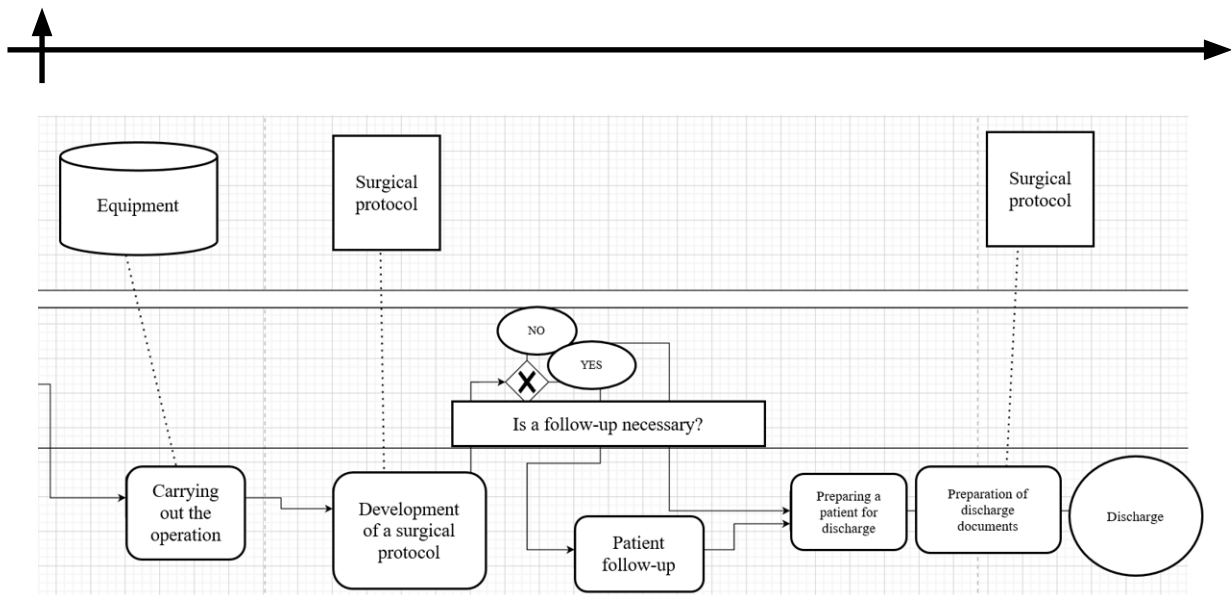 Equipment
Surgical
protocol
Surgical
protocol
NO
YES
Is a follow-up necessary?
Carrying
out the
operation
Development
of a surgical
protocol
Patient
follow-up
Preparing a
patient for
discharge
Preparation of
discharge
documents
Discharge